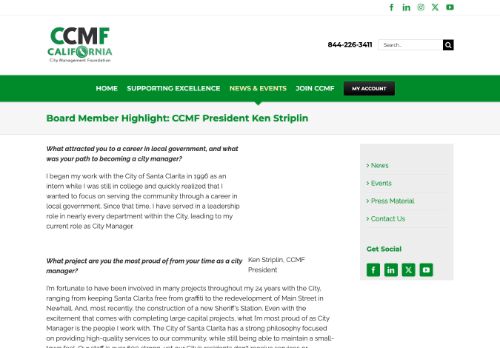 CCMF
CALIFORNIA
City Management Foundation
844-226-3411
Search...
HOME SUPPORTING EXCELLENCE NEWS & EVENTS JOIN CCMF MY ACCOUNT
Board Member Highlight: CCMF President Ken Striplin
What attracted you to a career in local government, and what
was your path to becoming a city manager?
I began my work with the City of Santa Clarita in 1996 as an
intern while I was still in college and quickly realized that I
wanted to focus on serving the community through a career in
local government. Since that time, I have served in a leadership
role in nearly every department within the City, leading to my
current role as City Manager.
Ken Striplin, CCMF
President
What project are you the most proud of from your time as a city
manager?
I'm fortunate to have been involved in many projects throughout my 24 years with the City,
ranging from keeping Santa Clarita free from graffiti to the redevelopment of Main Street in
Newhall. And, most recently, the construction of a new Sheriff's Station. Even with the
excitement that comes with completing large capital projects, what I'm most proud of as City
Manager is the people I work with. The City of Santa Clarita has a strong philosophy focused
on providing high-quality services to our community, while still being able to maintain a small-
News
Events
Press Material
Contact Us
Get Social